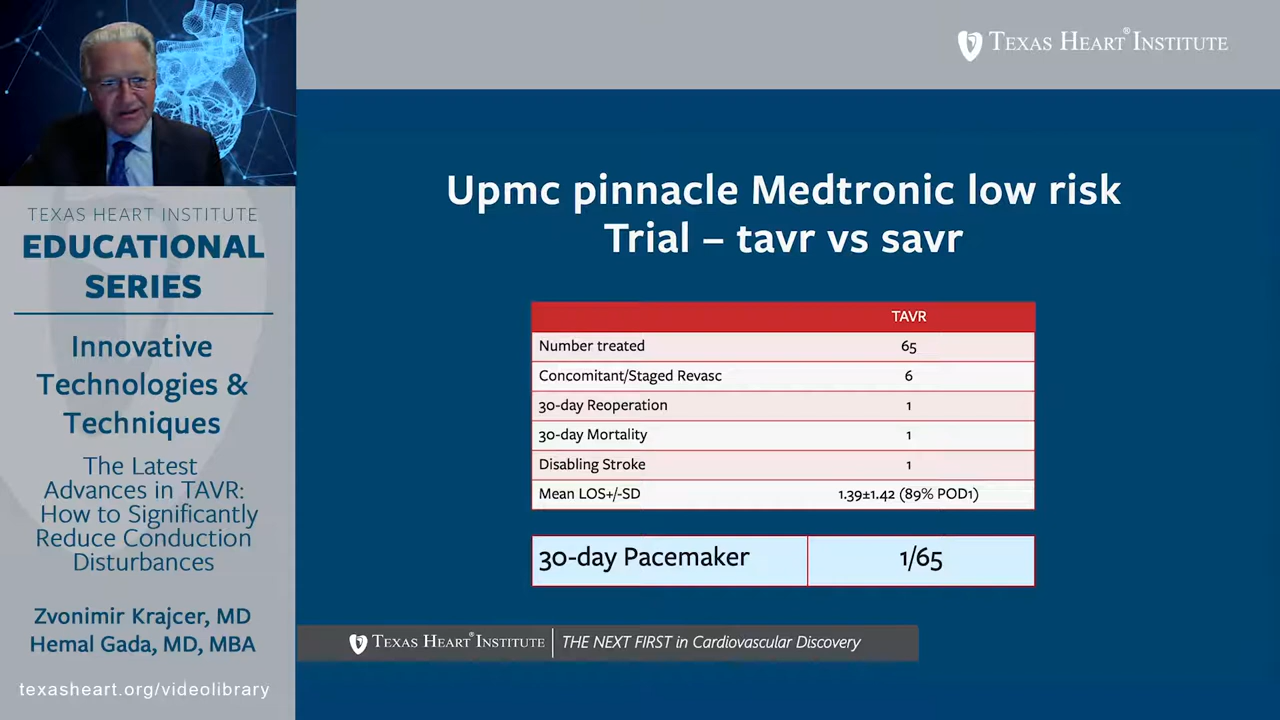 TEXAS HEART® INSTITUTE
TEXAS HEART INSTITUTE
EDUCATIONAL
SERIES
Innovative
Technologies &
Techniques
The Latest
Advances in TAVR:
How to Significantly
Reduce Conduction
Disturbances
Zvonimir Krajcer, MD
Hemal Gada, MD, MBA
texasheart.org/videolibrary
Upmc pinnacle Medtronic low risk
Trial – tavr vs savr
TAVR
Number treated 65
Concomitant/Staged Revasc 6
30-day Reoperation 1
30-day Mortality 1
Disabling Stroke 1
Mean LOS+/-SD 1.39±1.42 (89% POD1)
30-day Pacemaker 1/65
TEXAS HEART® INSTITUTE THE NEXT FIRST in Cardiovascular Discovery